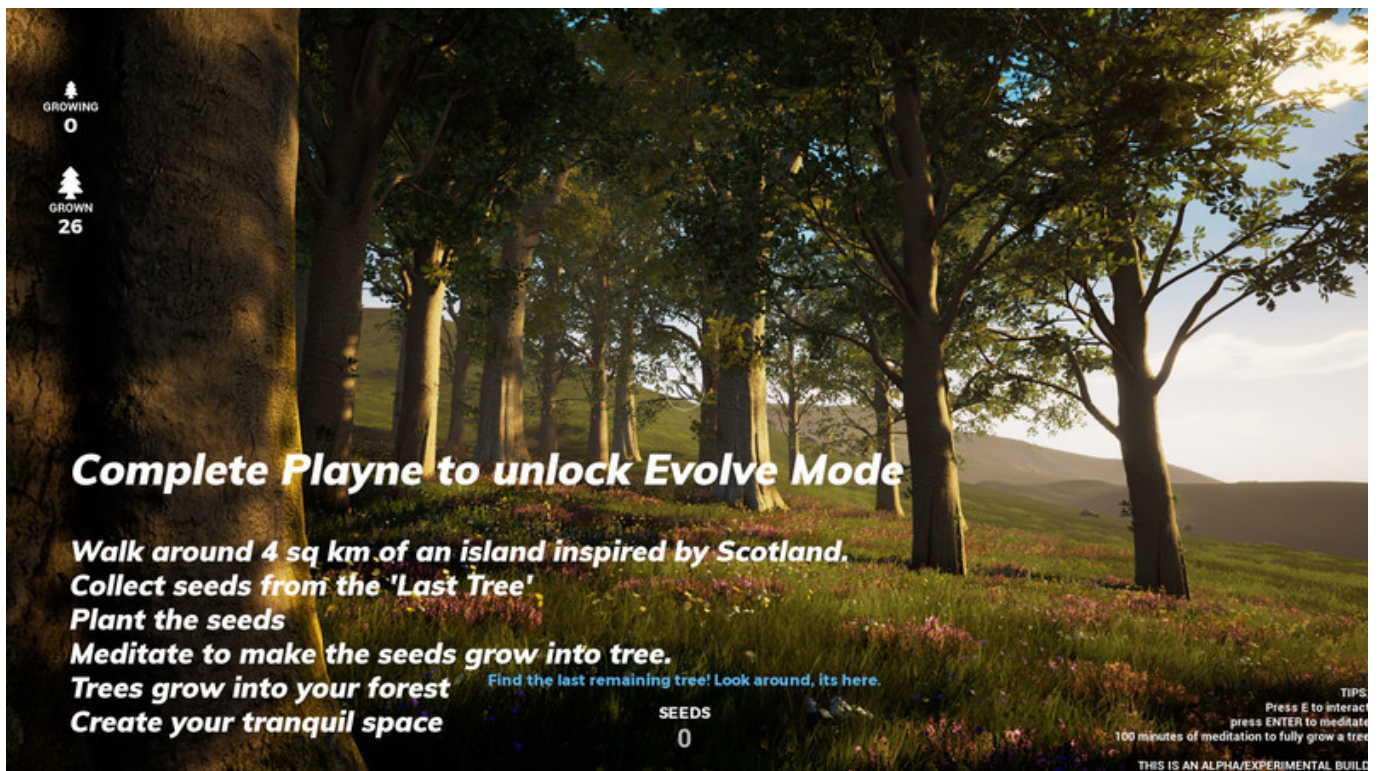 GROWING
0
GROWN
26
Complete Playne to unlock Evolve Mode
Walk around 4 sq km of an island inspired by Scotland.
Collect seeds from the 'Last Tree'
Plant the seeds
Meditate to make the seeds grow into tree.
Trees grow into your forest
Create your tranquil space
Find the last remaining tree! Look around, its here.
SEEDS
0
TIPS:
Press E to interact
press ENTER to meditate
100 minutes of meditation to fully grow a tree
THIS IS AN ALPHA/EXPERIMENTAL BUILD